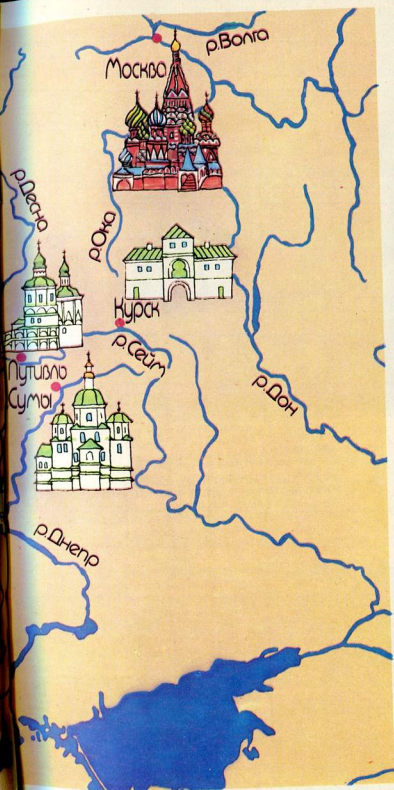 р.Волга
Москва
р.Десна
р.Ока
Курск
р.Сейм
Путивль
Сумы
р.Дон
р.Днепр